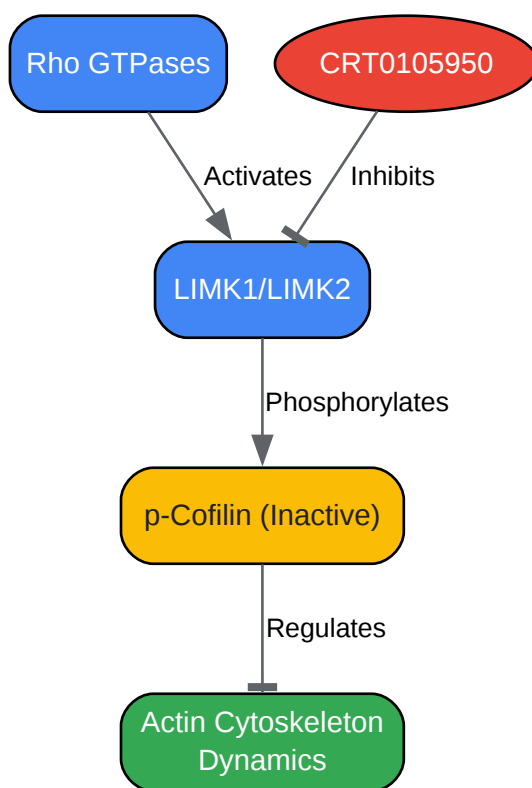 Rho GTPases
CRT0105950
Activates
Inhibits
LIMK1/LIMK2
Phosphorylates
p-Cofilin (Inactive)
Regulates
Actin Cytoskeleton
Dynamics